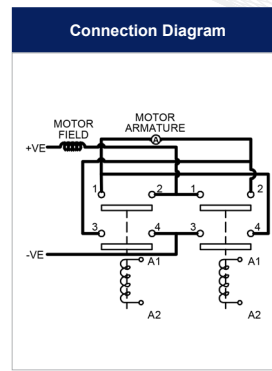 Connection Diagram
MOTOR
FIELD
MOTOR
ARMATURE
A
+VE
1 2 1 2
3 4 3 4
-VE
A1 A1
A2 A2